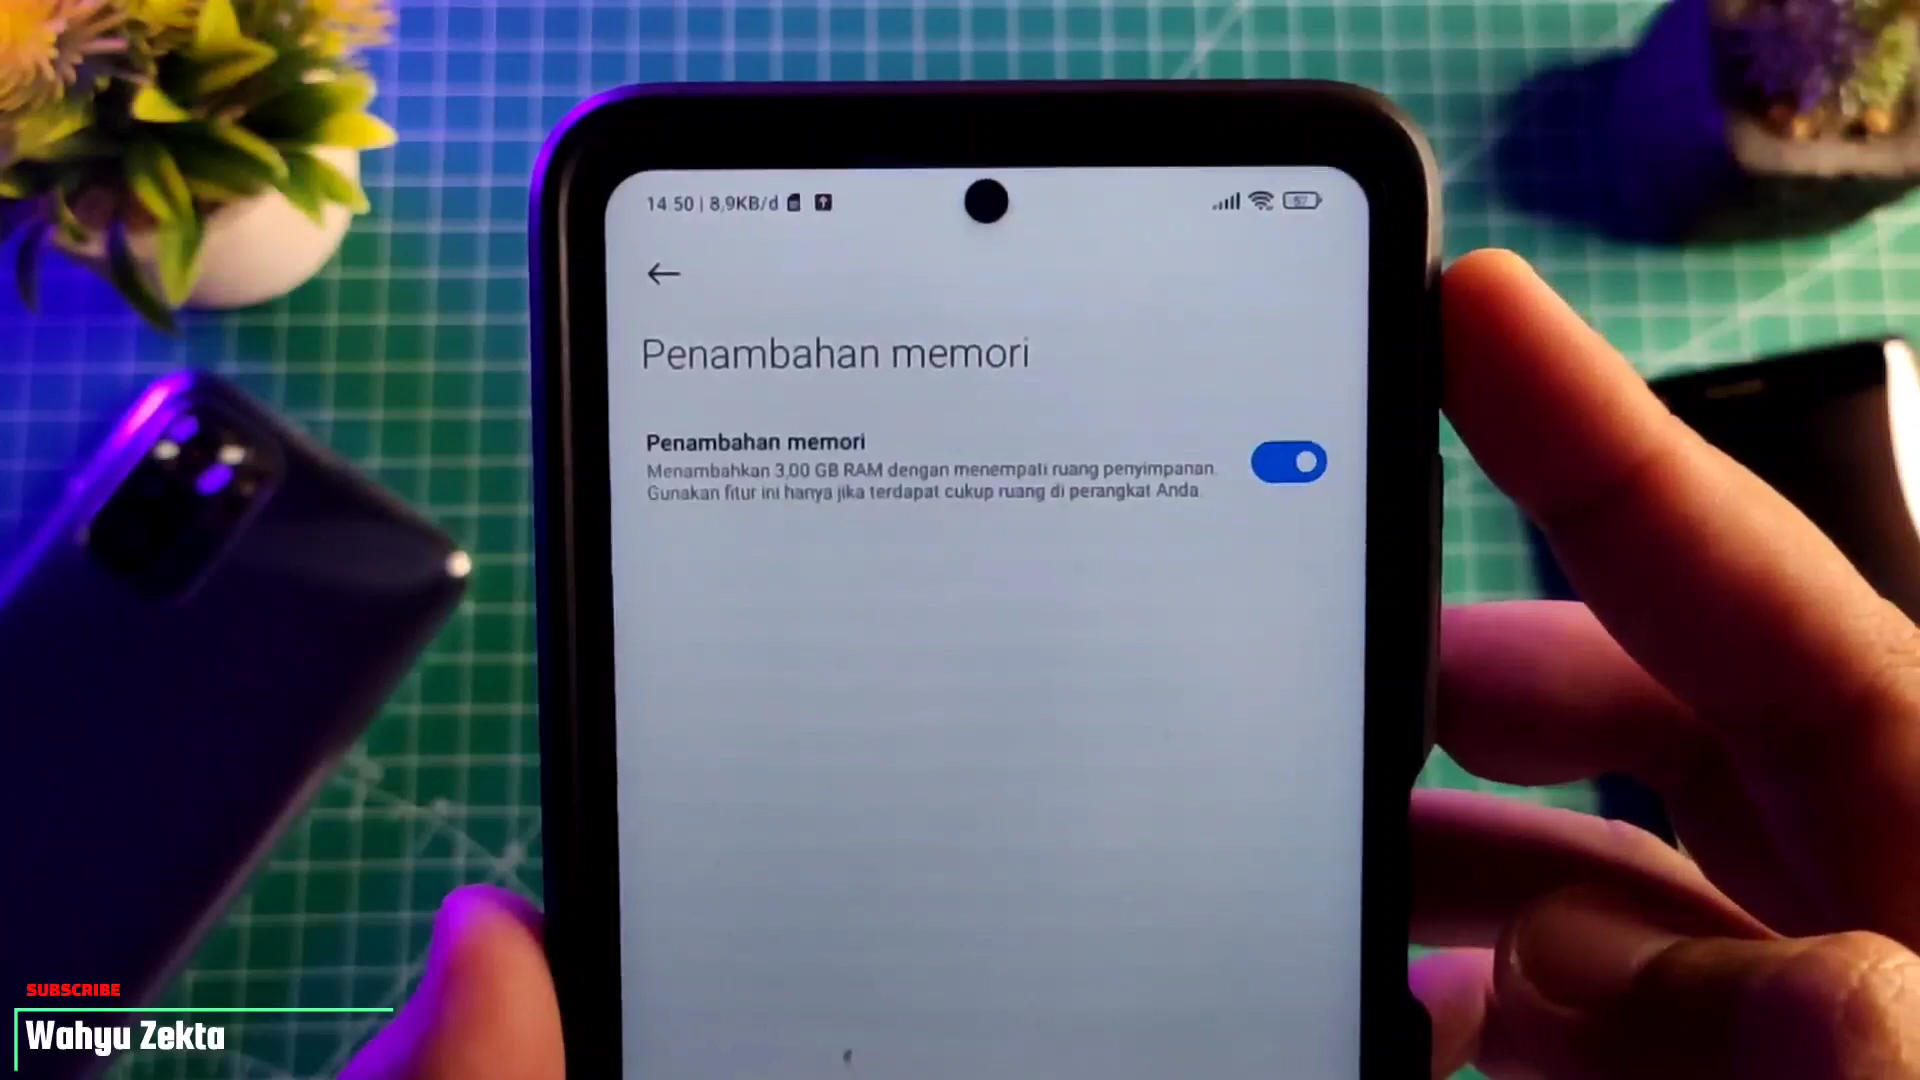 14 50 | 8,9KB/d
57
Penambahan memori
Penambahan memori
Menambahkan 3,00 GB RAM dengan menempati ruang penyimpanan.
Gunakan fitur ini hanya jika terdapat cukup ruang di perangkat Anda.
SUBSCRIBE
Wahyu Zekta